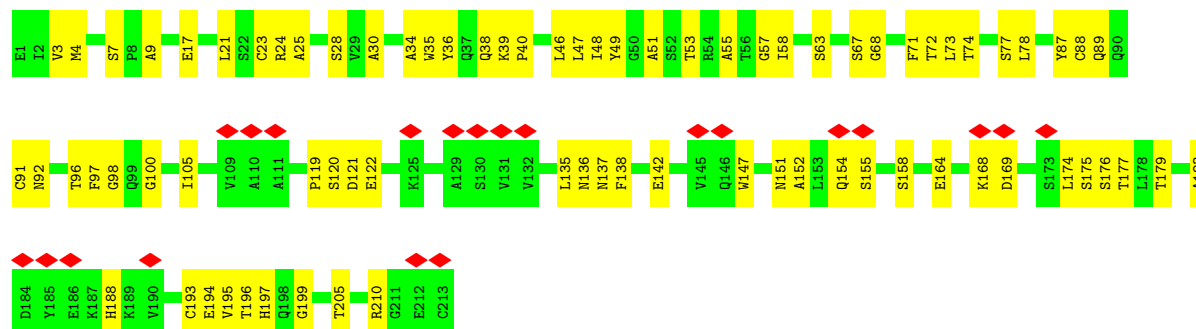 E1 I2 V3 M4 S7 P8 A9 E17 L21 S22 C23 R24 A25 S28 V29 A30 A34 W35 Y36 Q37 Q38 K39 P40 L46 L47 I48 Y49 G50 A51 S52 T53 R54 A55 T56 G57 I58 S63 S67 G68 F71 T72 L73 T74 S77 L78 Y87 C88 Q89 Q90
C91 N92 T96 F97 G98 Q99 G100 I105 V109 A110 A111 P119 S120 D121 E122 K125 A129 S130 V131 V132 L135 N136 N137 F138 E142 V145 Q146 W147 N151 A152 L153 Q154 S155 S158 E164 K168 D169 S173 L174 S175 S176 T177 L178 T179
D184 Y185 E186 K187 H188 K189 V190 C193 E194 V195 T196 H197 Q198 G199 T205 R210 G211 E212 C213